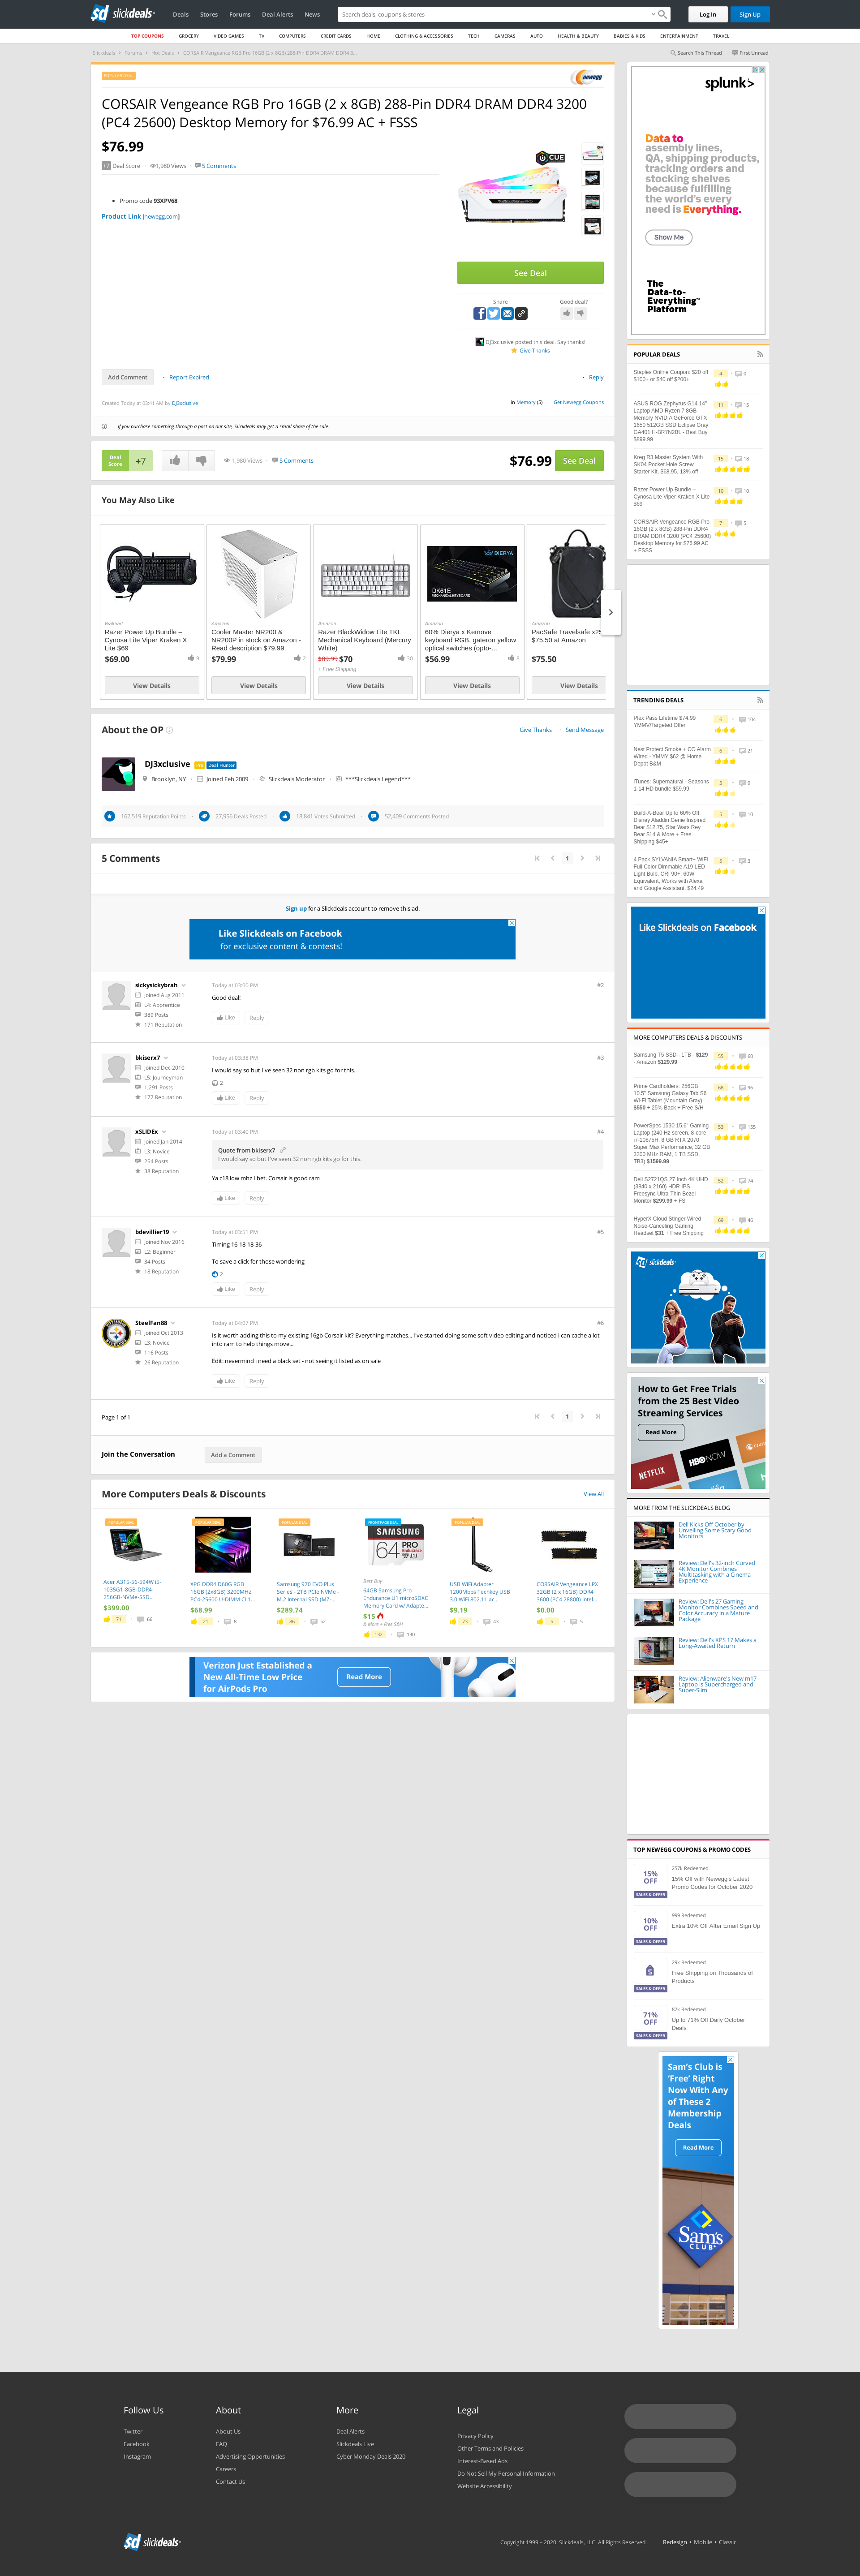 slickdeals
Deals Stores Forums Deal Alerts News
Search deals, coupons & stores
Log In Sign Up
TOP COUPONS GROCERY VIDEO GAMES TV COMPUTERS CREDIT CARDS HOME CLOTHING & ACCESSORIES TECH CAMERAS AUTO HEALTH & BEAUTY BABIES & KIDS ENTERTAINMENT TRAVEL
Slickdeals Forums Hot Deals CORSAIR Vengeance RGB Pro 16GB (2 x 8GB) 288-Pin DDR4 DRAM DDR4 3...
Search This Thread First Unread
POPULAR DEAL
newegg
CORSAIR Vengeance RGB Pro 16GB (2 x 8GB) 288-Pin DDR4 DRAM DDR4 3200
(PC4 25600) Desktop Memory for $76.99 AC + FSSS
$76.99
+7 Deal Score 1,980 Views 5 Comments
Promo code 93XPV68
Product Link [newegg.com]
iCUE
See Deal
Share Good deal?
DJ3xclusive posted this deal. Say thanks!
Give Thanks
Add Comment Report Expired Reply
Created Today at 03:41 AM by DJ3xclusive
in Memory (5) Get Newegg Coupons
If you purchase something through a post on our site, Slickdeals may get a small share of the sale.
Deal Score +7 1,980 Views 5 Comments $76.99 See Deal
You May Also Like
Walmart
Razer Power Up Bundle –
Cynosa Lite Viper Kraken X
Lite $69
$69.00 9
View Details
Amazon
Cooler Master NR200 &
NR200P in stock on Amazon -
Read description $79.99
$79.99 2
View Details
Amazon
Razer BlackWidow Lite TKL
Mechanical Keyboard (Mercury
White)
$89.99 $70 30
+ Free Shipping
View Details
BIERYA
DK61E
Amazon
60% Dierya x Kemove
keyboard RGB, gateron yellow
optical switches (opto-...
$56.99
View Details
Amazon
PacSafe Travelsafe x25
$75.50 at Amazon
$75.50
View Details
About the OP
Give Thanks Send Message
DJ3xclusive Pro Deal Hunter
Brooklyn, NY Joined Feb 2009 Slickdeals Moderator ***Slickdeals Legend***
162,519 Reputation Points 27,956 Deals Posted 18,841 Votes Submitted 52,409 Comments Posted
5 Comments
1
Sign up for a Slickdeals account to remove this ad.
Like Slickdeals on Facebook
for exclusive content & contests!
sickysickybrah Today at 03:00 PM #2
Joined Aug 2011
L4: Apprentice
389 Posts
171 Reputation
Good deal!
Like Reply
bkiserx7 Today at 03:38 PM #3
Joined Dec 2010
L5: Journeyman
1,291 Posts
177 Reputation
I would say so but I've seen 32 non rgb kits go for this.
2
Like Reply
xSLIDEx Today at 03:40 PM #4
Joined Jan 2014
L3: Novice
254 Posts
38 Reputation
Quote from bkiserx7
I would say so but I've seen 32 non rgb kits go for this.
Ya c18 low mhz I bet. Corsair is good ram
Like Reply
bdevillier19 Today at 03:51 PM #5
Joined Nov 2016
L2: Beginner
34 Posts
18 Reputation
Timing 16-18-18-36
To save a click for those wondering
2
Like Reply
SteelFan88 Today at 04:07 PM #6
Joined Oct 2013
L3: Novice
116 Posts
26 Reputation
Is it worth adding this to my existing 16gb Corsair kit? Everything matches... I've started doing some soft video editing and noticed i can cache a lot
into ram to help things move...
Edit: nevermind i need a black set - not seeing it listed as on sale
Like Reply
Page 1 of 1
1
Join the Conversation Add a Comment
More Computers Deals & Discounts View All
POPULAR DEAL
Acer A315-56-594W i5-
1035G1-8GB-DDR4-
256GB-NVMe-SSD...
$399.00
71 66
POPULAR DEAL
XPG DDR4 D60G RGB
16GB (2x8GB) 3200MHz
PC4-25600 U-DIMM CL1...
$68.99
21 8
POPULAR DEAL
Samsung 970 EVO Plus
Series - 2TB PCIe NVMe -
M.2 Internal SSD (MZ-...
$289.74
86 52
FRONTPAGE DEAL
SAMSUNG
PRO
Endurance
64
Best Buy
64GB Samsung Pro
Endurance U1 microSDXC
Memory Card w/ Adapte...
$15
& More + Free S&H
132 130
POPULAR DEAL
USB WiFi Adapter
1200Mbps Techkey USB
3.0 WiFi 802.11 ac...
$9.19
73 43
CORSAIR Vengeance LPX
32GB (2 x 16GB) DDR4
3600 (PC4 28800) Intel...
$0.00
5 5
Verizon Just Established a
New All-Time Low Price
for AirPods Pro
Read More
splunk>
Data to
earnings calls,
QA, shipping products,
tracking orders and
stocking shelves
because fulfilling
the world's every
need is Everything.
Show Me
The
Data-to-
Everything™
Platform
POPULAR DEALS
Staples Online Coupon: $20 off
$100+ or $40 off $200+
4 0
ASUS ROG Zephyrus G14 14"
Laptop AMD Ryzen 7 8GB
Memory NVIDIA GeForce GTX
1650 512GB SSD Eclipse Gray
GA401IH-BR7N2BL - Best Buy
$899.99
11 15
Kreg R3 Master System With
SK04 Pocket Hole Screw
Starter Kit, $68.95, 13% off
15 18
Razer Power Up Bundle –
Cynosa Lite Viper Kraken X Lite
$69
10 10
CORSAIR Vengeance RGB Pro
16GB (2 x 8GB) 288-Pin DDR4
DRAM DDR4 3200 (PC4 25600)
Desktop Memory for $76.99 AC
+ FSSS
7 5
TRENDING DEALS
Plex Pass Lifetime $74.99
YMMV/Targeted Offer
6 104
Nest Protect Smoke + CO Alarm
Wired - YMMY $62 @ Home
Depot B&M
6 21
iTunes: Supernatural - Seasons
1-14 HD bundle $59.99
5 9
Build-A-Bear Up to 60% Off:
Disney Aladdin Genie Inspired
Bear $12.75, Star Wars Rey
Bear $14 & More + Free
Shipping $45+
5 19
4 Pack SYLVANIA Smart+ WiFi
Full Color Dimmable A19 LED
Light Bulb, CRI 90+, 60W
Equivalent, Works with Alexa
and Google Assistant, $24.49
5 3
Like Slickdeals on Facebook
MORE COMPUTERS DEALS & DISCOUNTS
Samsung T5 SSD - 1TB - $129
- Amazon $129.99
55 60
Prime Cardholders: 256GB
10.5" Samsung Galaxy Tab S6
Wi-Fi Tablet (Mountain Gray)
$550 + 25% Back + Free S/H
68 96
PowerSpec 1530 15.6" Gaming
Laptop (240 Hz screen, 8-core
i7-10875H, 8 GB RTX 2070
Super Max Performance, 32 GB
3200 MHz RAM, 1 TB SSD,
TB3) $1599.99
53 155
Dell S2721QS 27 Inch 4K UHD
(3840 x 2160) HDR IPS
Freesync Ultra-Thin Bezel
Monitor $299.99 + FS
52 74
HyperX Cloud Stinger Wired
Noise-Canceling Gaming
Headset $31 + Free Shipping
69 46
slickdeals
How to Get Free Trials
from the 25 Best Video
Streaming Services
Read More
NETFLIX HBO NOW
MORE FROM THE SLICKDEALS BLOG
Dell Kicks Off October by
Unveiling Some Scary Good
Monitors
Review: Dell's 32-inch Curved
4K Monitor Combines
Multitasking with a Cinema
Experience
Review: Dell's 27 Gaming
Monitor Combines Speed and
Color Accuracy in a Mature
Package
Review: Dell's XPS 17 Makes a
Long-Awaited Return
Review: Alienware's New m17
Laptop is Supercharged and
Super-Slim
TOP NEWEGG COUPONS & PROMO CODES
15% OFF
SALES & OFFER
257k Redeemed
15% Off with Newegg's Latest
Promo Codes for October 2020
10% OFF
SALES & OFFER
999 Redeemed
Extra 10% Off After Email Sign Up
SALES & OFFER
28k Redeemed
Free Shipping on Thousands of
Products
71% OFF
SALES & OFFER
82k Redeemed
Up to 71% Off Daily October
Deals
Sam's Club is
'Free' Right
Now With Any
of These 2
Membership
Deals
Read More
Sam's
CLUB
Follow Us
Twitter
Facebook
Instagram
About
About Us
FAQ
Advertising Opportunities
Careers
Contact Us
More
Deal Alerts
Slickdeals Live
Cyber Monday Deals 2020
Legal
Privacy Policy
Other Terms and Policies
Interest-Based Ads
Do Not Sell My Personal Information
Website Accessibility
slickdeals
Copyright 1999 – 2020. Slickdeals, LLC. All Rights Reserved. Redesign • Mobile • Classic